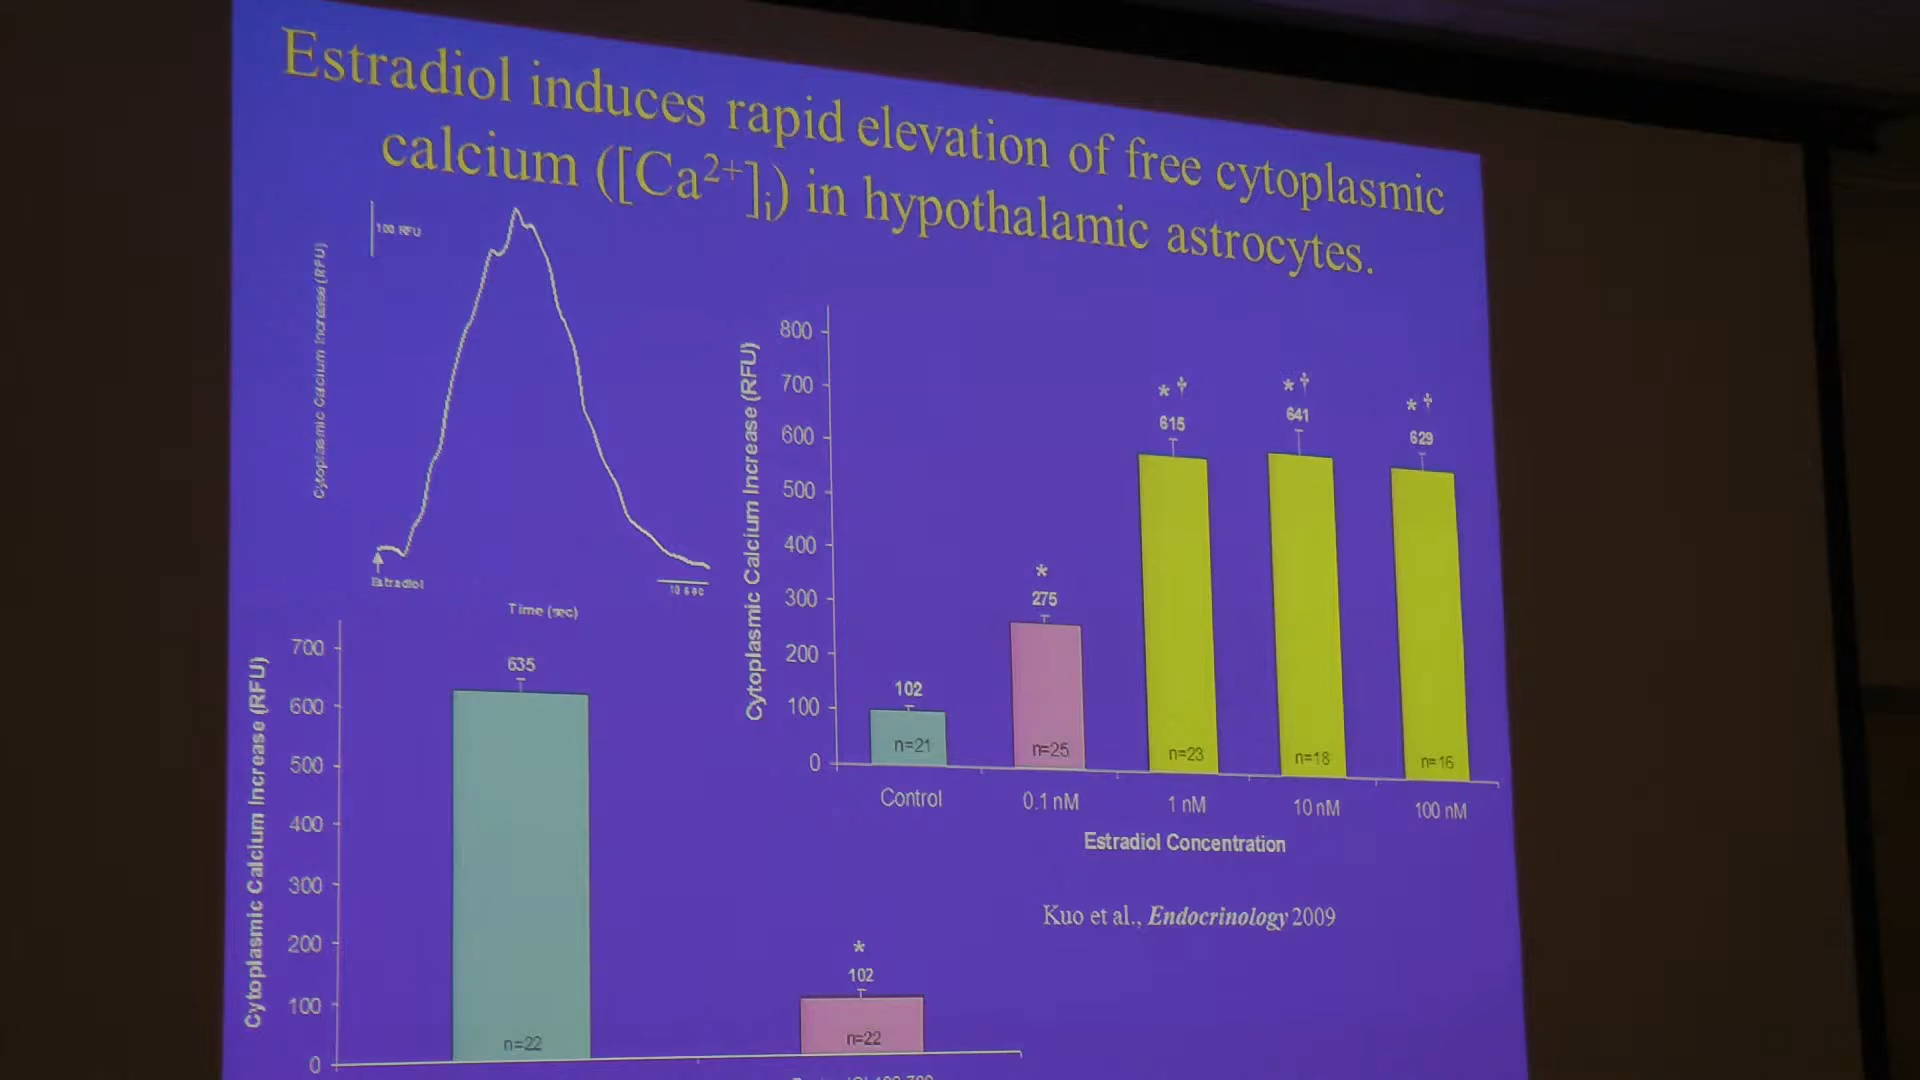 Estradiol induces rapid elevation of free cytoplasmic
calcium ([Ca²⁺]ᵢ) in hypothalamic astrocytes.
100 RFU
Cytoplasmic Calcium Increase (RFU)
Estradiol
10 sec
Time (sec)
Cytoplasmic Calcium Increase (RFU)
800
700
600
500
400
300
200
100
0
102
* 275
* † 615
* † 641
* † 629
n=21
n=25
n=23
n=18
n=16
Control
0.1 nM
1 nM
10 nM
100 nM
Estradiol Concentration
Kuo et al., Endocrinology 2009
Cytoplasmic Calcium Increase (RFU)
700
600
500
400
300
200
100
0
635
* 102
n=22
n=22